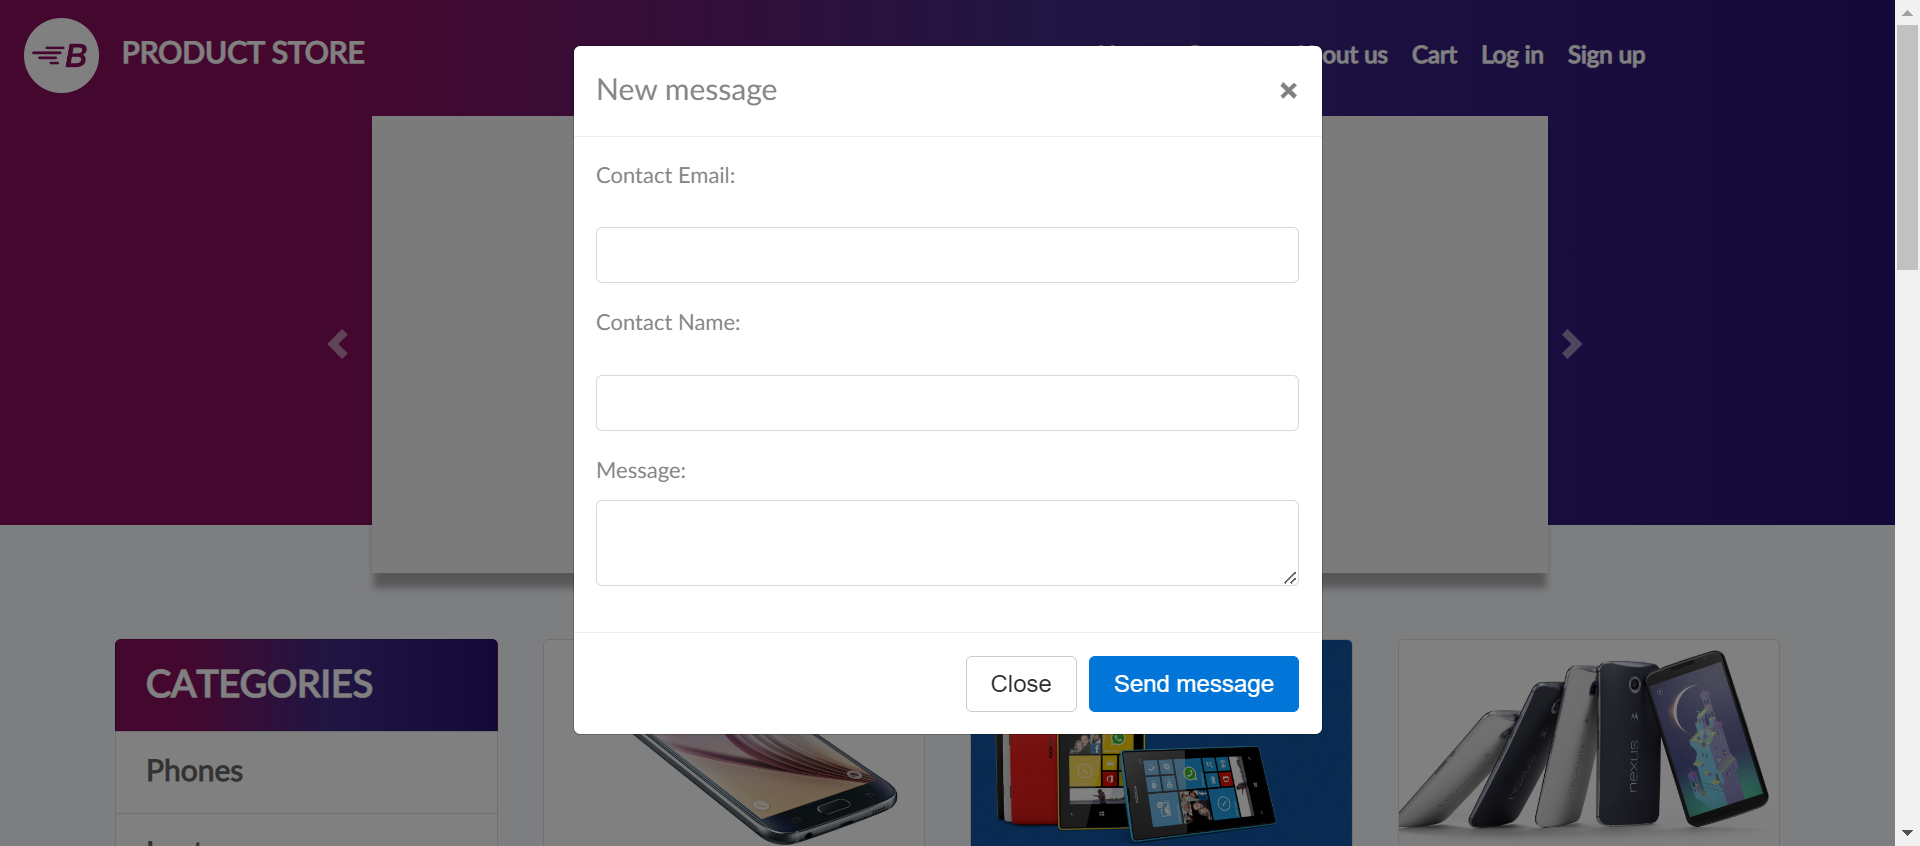 B
PRODUCT STORE
out us
Cart
Log in
Sign up
New message
×
Contact Email:
Contact Name:
Message:
Close
Send message
CATEGORIES
Phones
nexus